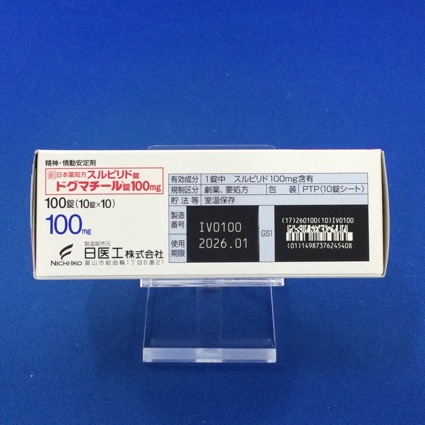 精神・情動安定剤
日本薬局方 スルピリド錠
ドグマチール錠100mg
100錠(10錠×10)
100mg
製造販売元
日医工株式会社
NICHI-IKO
富山市総曲輪1丁目6番21
有効成分 1錠中 スルピリド100mg含有
規制区分 劇薬、要処方 包装 PTP(10錠シート)
貯法等 室温保存
製造番号 IV0100
使用期限 2026.01
GS1
(17)260100(10)IV0100
(01)14987376245408